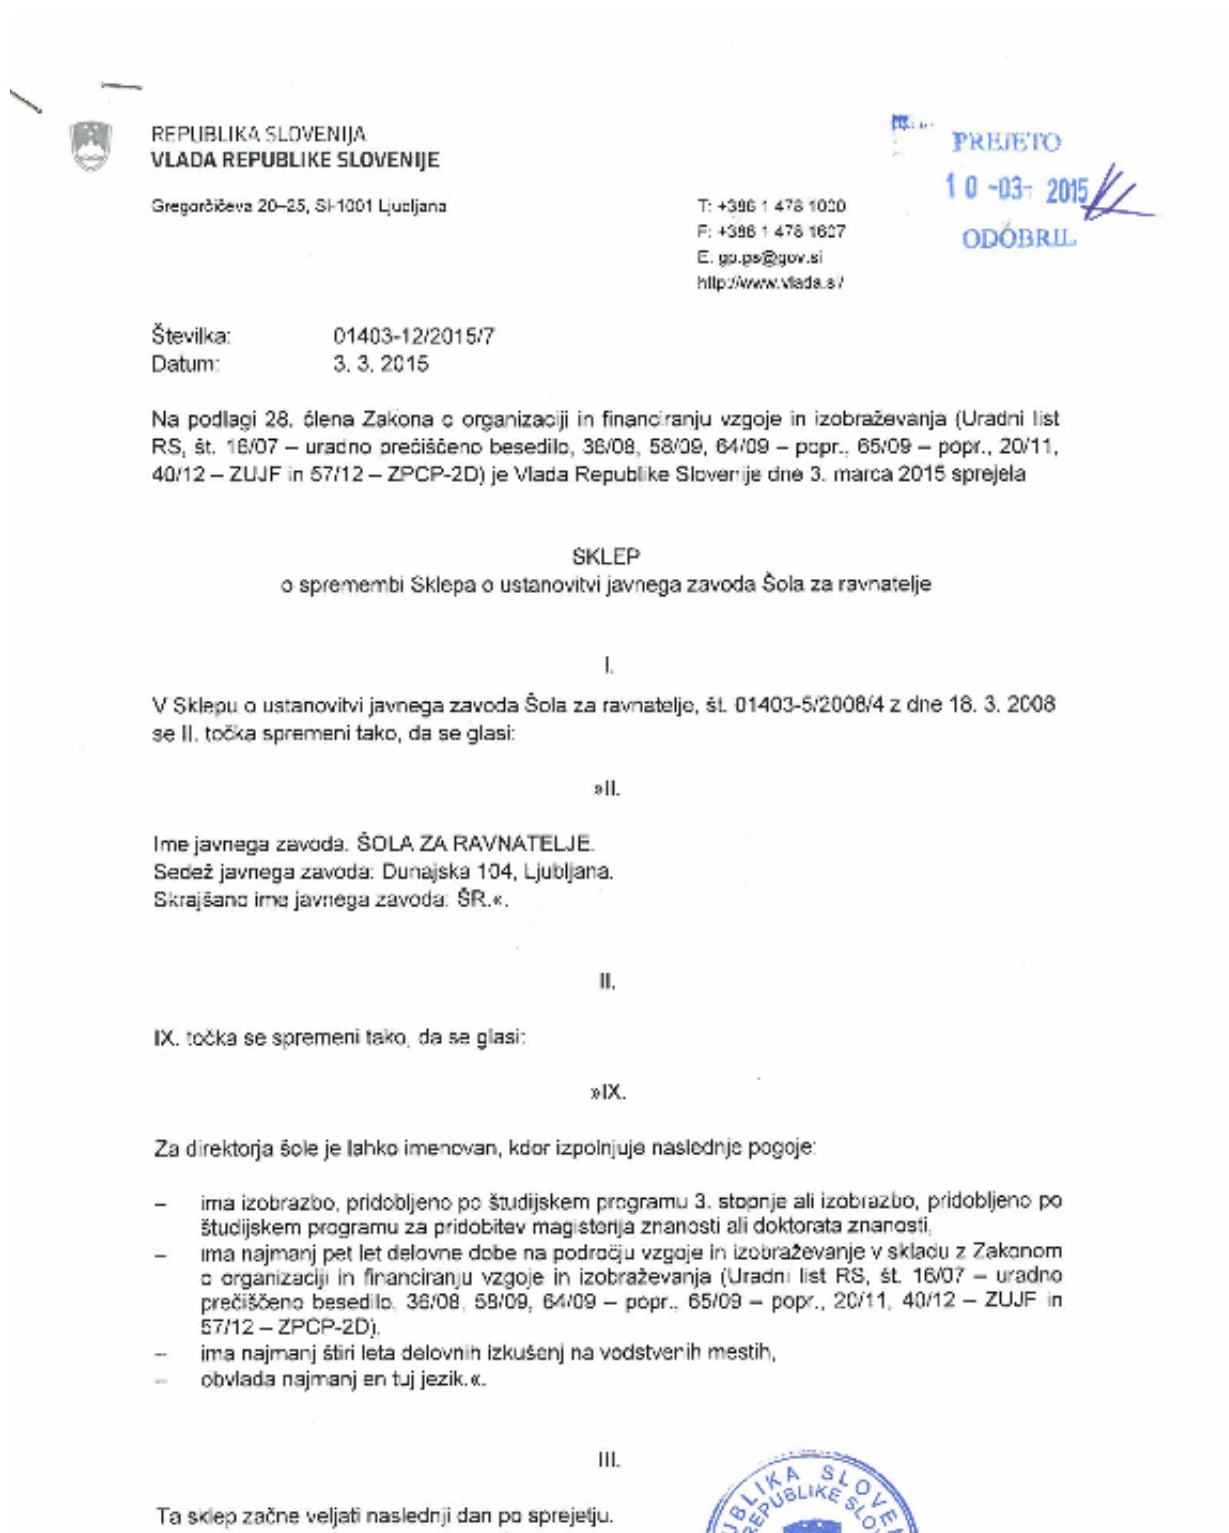 REPUBLIKA SLOVENIJA
VLADA REPUBLIKE SLOVENIJE
Gregorčičeva 20–25, SI-1001 Ljubljana
T: +386 1 478 1000
F: +386 1 478 1607
E: gp.gs@gov.si
http://www.vlada.si/
PREJETO
10 -03- 2015
ODOBRIL
Številka: 01403-12/2015/7
Datum: 3. 3. 2015
Na podlagi 28. člena Zakona o organizaciji in financiranju vzgoje in izobraževanja (Uradni list
RS, št. 16/07 – uradno prečiščeno besedilo, 36/08, 58/09, 64/09 – popr., 65/09 – popr., 20/11,
40/12 – ZUJF in 57/12 – ZPCP-2D) je Vlada Republike Slovenije dne 3. marca 2015 sprejela
SKLEP
o spremembi Sklepa o ustanovitvi javnega zavoda Šola za ravnatelje
I.
V Sklepu o ustanovitvi javnega zavoda Šola za ravnatelje, št. 01403-5/2008/4 z dne 18. 3. 2008
se II. točka spremeni tako, da se glasi:
»II.
Ime javnega zavoda: ŠOLA ZA RAVNATELJE.
Sedež javnega zavoda: Dunajska 104, Ljubljana.
Skrajšano ime javnega zavoda: ŠR.«.
II.
IX. točka se spremeni tako, da se glasi:
»IX.
Za direktorja šole je lahko imenovan, kdor izpolnjuje naslednje pogoje:
– ima izobrazbo, pridobljeno po študijskem programu 3. stopnje ali izobrazbo, pridobljeno po
študijskem programu za pridobitev magisterija znanosti ali doktorata znanosti,
– ima najmanj pet let delovne dobe na področju vzgoje in izobraževanje v skladu z Zakonom
o organizaciji in financiranju vzgoje in izobraževanja (Uradni list RS, št. 16/07 – uradno
prečiščeno besedilo, 36/08, 58/09, 64/09 – popr., 65/09 – popr., 20/11, 40/12 – ZUJF in
57/12 – ZPCP-2D),
– ima najmanj štiri leta delovnih izkušenj na vodstvenih mestih,
– obvlada najmanj en tuj jezik.«.
III.
Ta sklep začne veljati naslednji dan po sprejetju.